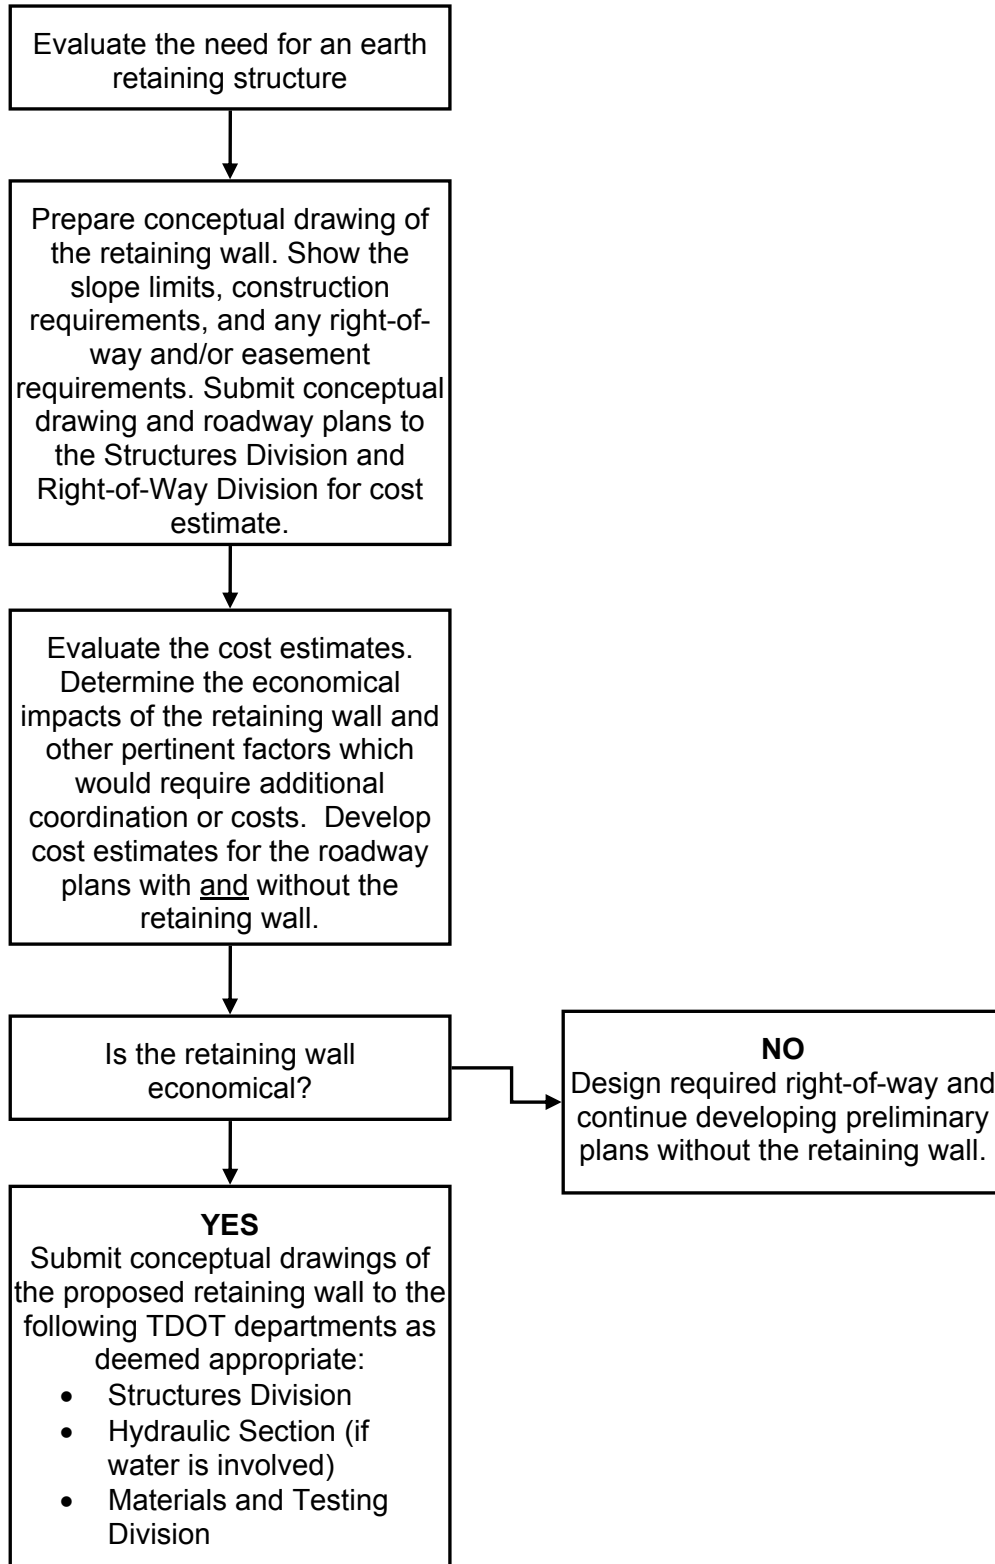 Evaluate the need for an earth
retaining structure
Prepare conceptual drawing of
the retaining wall. Show the
slope limits, construction
requirements, and any right-of-
way and/or easement
requirements. Submit conceptual
drawing and roadway plans to
the Structures Division and
Right-of-Way Division for cost
estimate.
Evaluate the cost estimates.
Determine the economical
impacts of the retaining wall and
other pertinent factors which
would require additional
coordination or costs.  Develop
cost estimates for the roadway
plans with and without the
retaining wall.
Is the retaining wall
economical?
NO
Design required right-of-way and
continue developing preliminary
plans without the retaining wall.
YES
Submit conceptual drawings of
the proposed retaining wall to the
following TDOT departments as
deemed appropriate:
• Structures Division
• Hydraulic Section (if
water is involved)
• Materials and Testing
Division